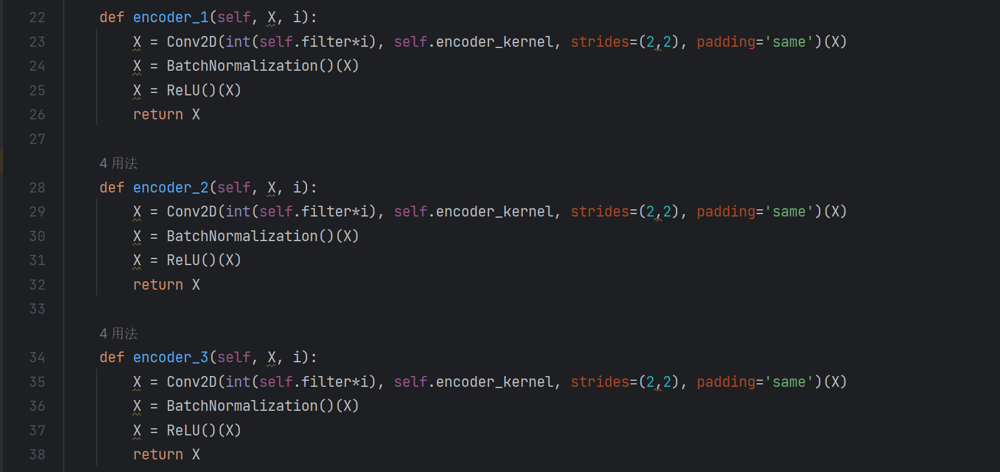 22 def encoder_1(self, X, i):
23 X = Conv2D(int(self.filter*i), self.encoder_kernel, strides=(2,2), padding='same')(X)
24 X = BatchNormalization()(X)
25 X = ReLU()(X)
26 return X
27
4 用法
28 def encoder_2(self, X, i):
29 X = Conv2D(int(self.filter*i), self.encoder_kernel, strides=(2,2), padding='same')(X)
30 X = BatchNormalization()(X)
31 X = ReLU()(X)
32 return X
33
4 用法
34 def encoder_3(self, X, i):
35 X = Conv2D(int(self.filter*i), self.encoder_kernel, strides=(2,2), padding='same')(X)
36 X = BatchNormalization()(X)
37 X = ReLU()(X)
38 return X